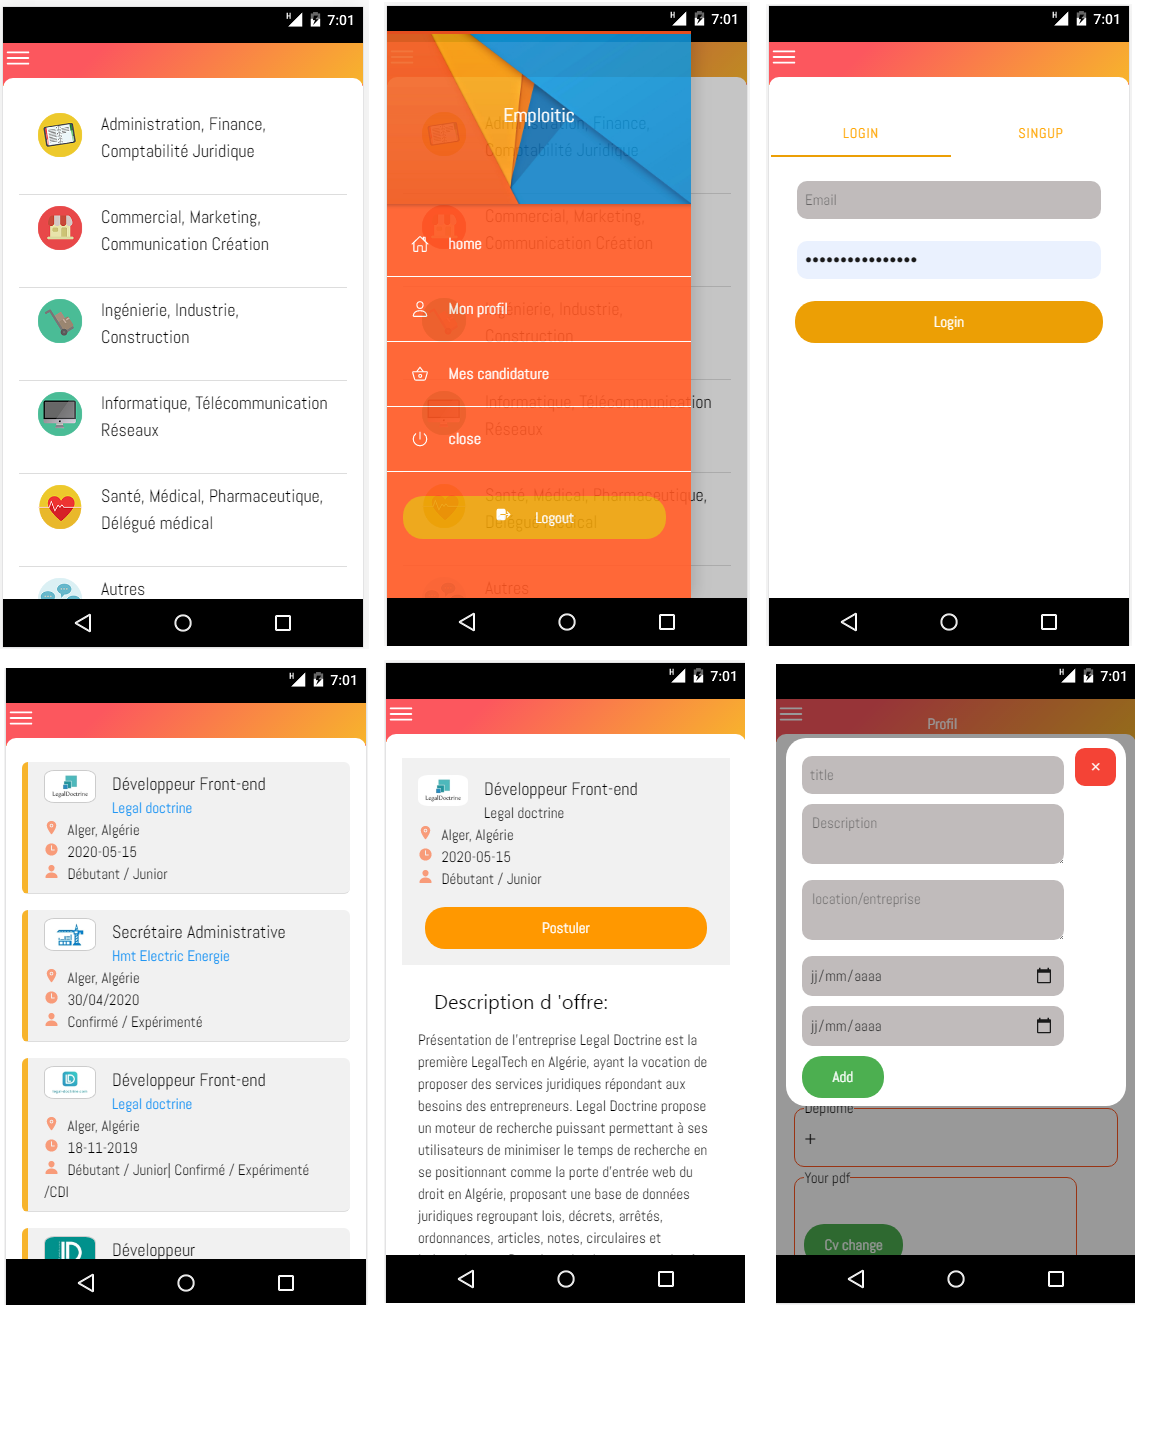 7:01
Administration, Finance,
Comptabilité Juridique
Commercial, Marketing,
Communication Création
Ingénierie, Industrie,
Construction
Informatique, Télécommunication
Réseaux
Santé, Médical, Pharmaceutique,
Délégué médical
Autres
7:01
Emploitic
Administration, Finance,
Comptabilité Juridique
Commercial, Marketing,
home Communication Création
Mon profil Ingénierie, Industrie,
Construction
Mes candidature
Informatique, Télécommunication
Réseaux
close
Santé, Médical, Pharmaceutique,
Logout Délégué médical
Autres
7:01
LOGIN SINGUP
Email
••••••••••••••••
Login
7:01
Développeur Front-end
LegalDoctrine
Legal doctrine
Alger, Algérie
2020-05-15
Débutant / Junior
Secrétaire Administrative
Hmt Electric Energie
Alger, Algérie
30/04/2020
Confirmé / Expérimenté
Développeur Front-end
Legal doctrine
Alger, Algérie
18-11-2019
Débutant / Junior| Confirmé / Expérimenté
/CDI
Développeur
7:01
Développeur Front-end
LegalDoctrine
Legal doctrine
Alger, Algérie
2020-05-15
Débutant / Junior
Postuler
Description d 'offre:
Présentation de l'entreprise Legal Doctrine est la
première LegalTech en Algérie, ayant la vocation de
proposer des services juridiques répondant aux
besoins des entrepreneurs. Legal Doctrine propose
un moteur de recherche puissant permettant à ses
utilisateurs de minimiser le temps de recherche en
se positionnant comme la porte d'entrée web du
droit en Algérie, proposant une base de données
juridiques regroupant lois, décrets, arrêtés,
ordonnances, articles, notes, circulaires et
7:01
Profil
title ×
Description
location/entreprise
jj/mm/aaaa
jj/mm/aaaa
Add
Deplome
+
Your pdf
Cv change